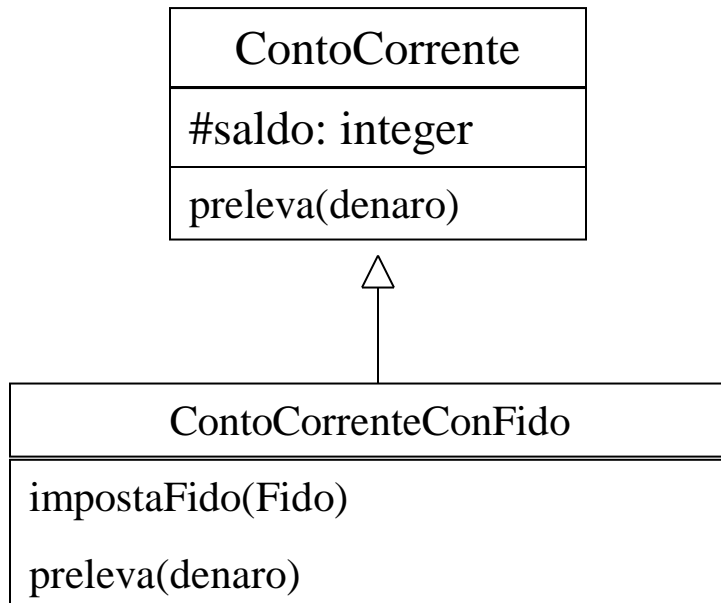 ContoCorrente
#saldo: integer
preleva(denaro)
ContoCorrenteConFido
impostaFido(Fido)
preleva(denaro)